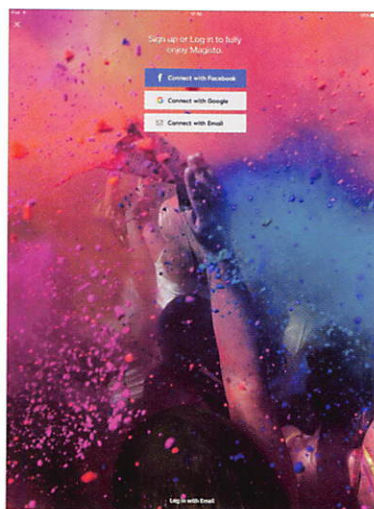 Sign up or Log in to fully
enjoy Magisto.
Connect with Facebook
Connect with Google
Connect with Email
Log in with Email